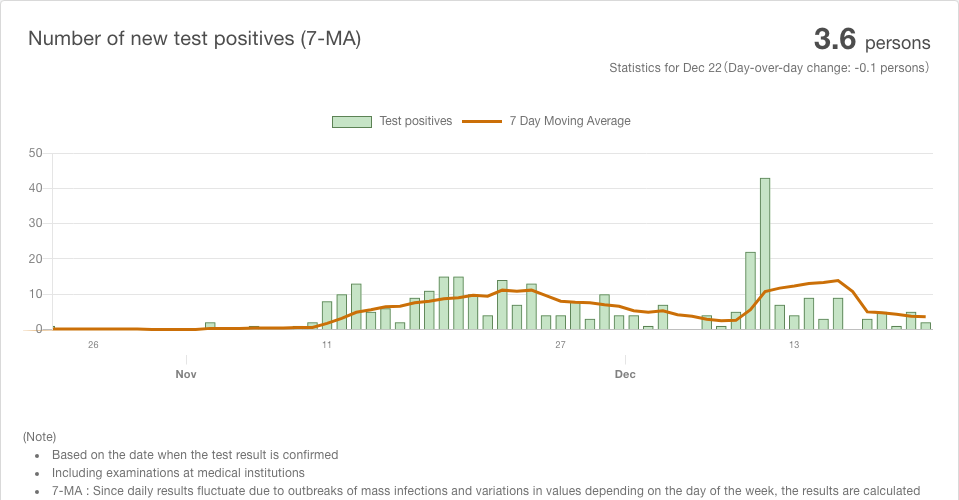 Number of new test positives (7-MA)
3.6 persons
Statistics for Dec 22 (Day-over-day change: -0.1 persons)
Test positives 7 Day Moving Average
50
40
30
20
10
0
26 11 27 13
Nov Dec
(Note)
• Based on the date when the test result is confirmed
• Including examinations at medical institutions
• 7-MA : Since daily results fluctuate due to outbreaks of mass infections and variations in values depending on the day of the week, the results are calculated